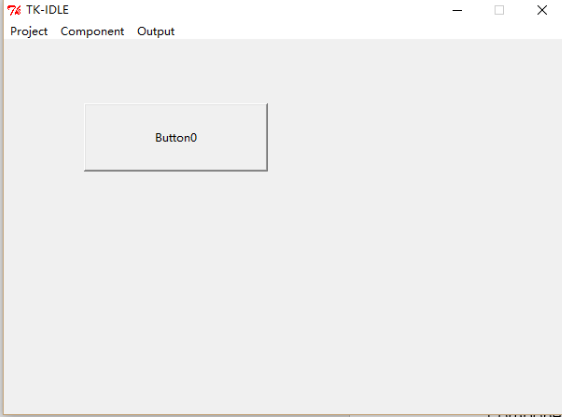 TK-IDLE
Project Component Output
Button0